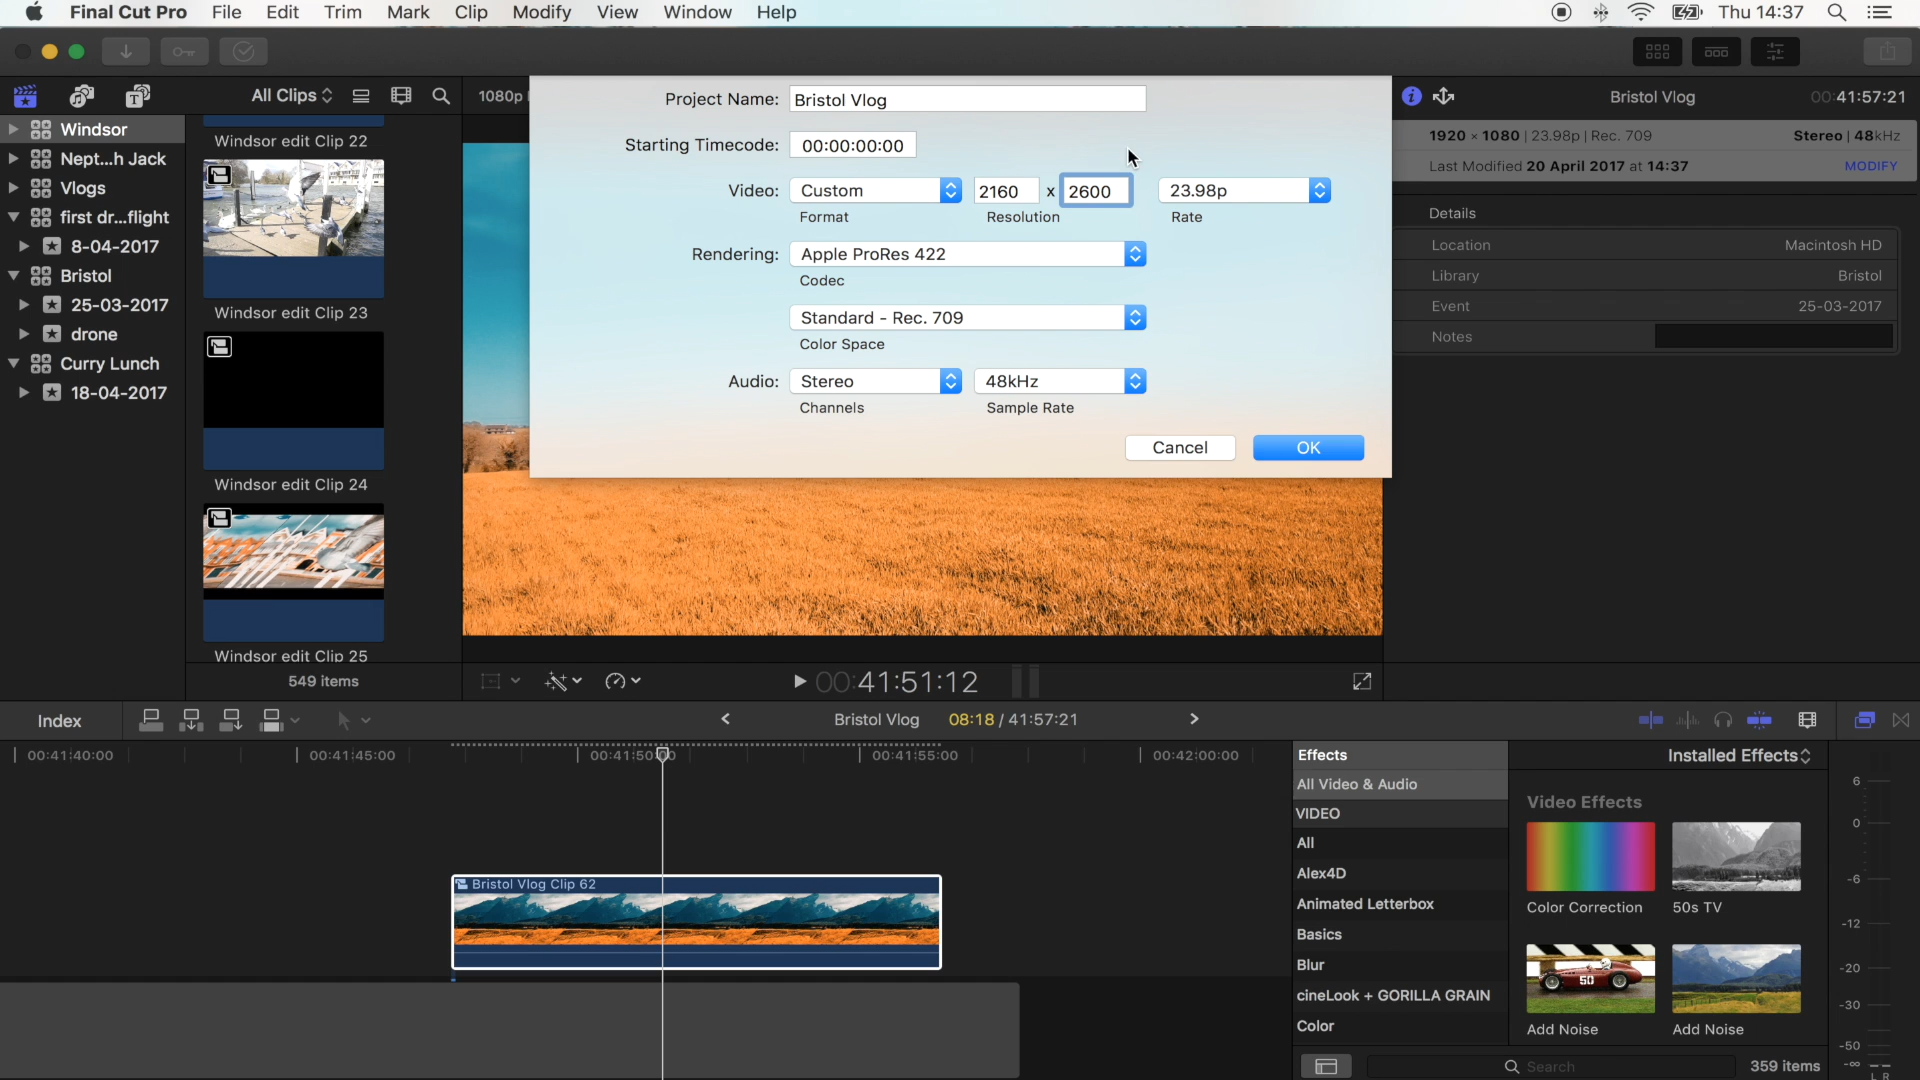 Final Cut Pro File Edit Trim Mark Clip Modify View Window Help Thu 14:37
All Clips 1080p Bristol Vlog 00:41:57:21
Project Name: Bristol Vlog
Starting Timecode: 00:00:00:00
Video: Custom 2160 x 2600 23.98p
Format Resolution Rate
Rendering: Apple ProRes 422
Codec
Standard - Rec. 709
Color Space
Audio: Stereo 48kHz
Channels Sample Rate
Cancel OK
Windsor
Nept...h Jack
Vlogs
first dr...flight
8-04-2017
Bristol
25-03-2017
drone
Curry Lunch
18-04-2017
Windsor edit Clip 22
Windsor edit Clip 23
Windsor edit Clip 24
Windsor edit Clip 25
549 items
1920 × 1080 | 23.98p | Rec. 709 Stereo | 48kHz
Last Modified 20 April 2017 at 14:37 MODIFY
Details
Location Macintosh HD
Library Bristol
Event 25-03-2017
Notes
00:41:51:12
Index Bristol Vlog 08:18 / 41:57:21
00:41:40:00 00:41:45:00 00:41:50:00 00:41:55:00 00:42:00:00
Bristol Vlog Clip 62
Effects
All Video & Audio
VIDEO
All
Alex4D
Animated Letterbox
Basics
Blur
cineLook + GORILLA GRAIN
Color
Installed Effects
Video Effects
Color Correction 50s TV
50
Add Noise Add Noise
Search 359 items
6
0
-6
-12
-20
-30
-50
-∞
L R